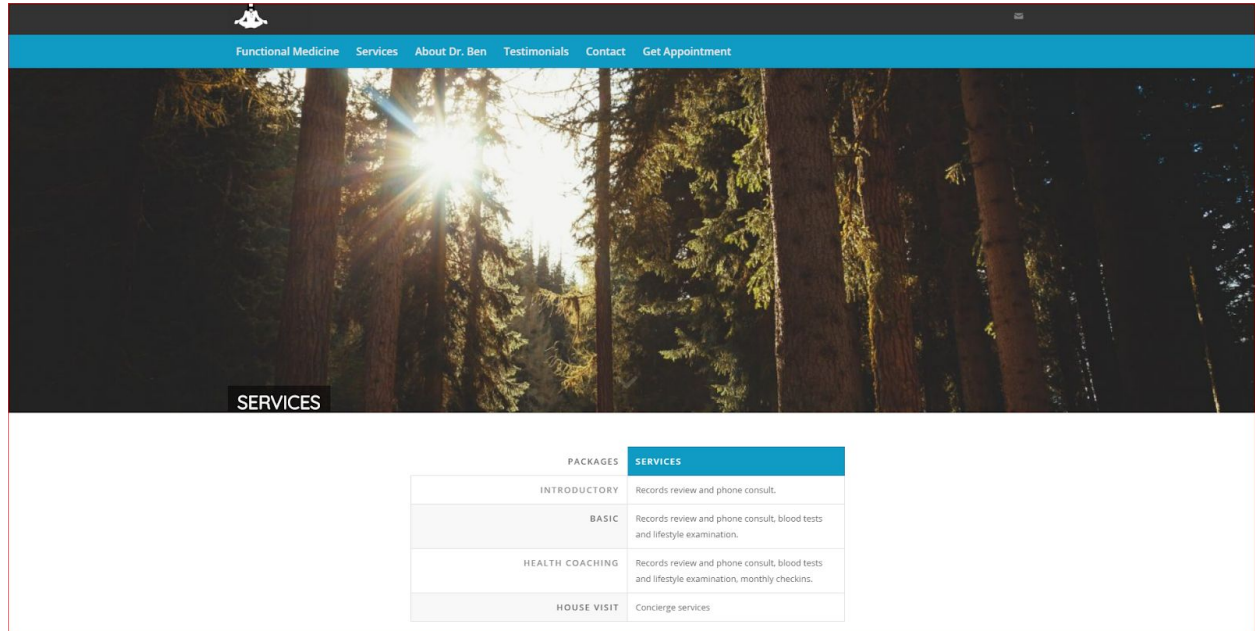 Functional Medicine Services About Dr. Ben Testimonials Contact Get Appointment
SERVICES
PACKAGES SERVICES
INTRODUCTORY Records review and phone consult.
BASIC Records review and phone consult, blood tests
and lifestyle examination.
HEALTH COACHING Records review and phone consult, blood tests
and lifestyle examination, monthly checkins.
HOUSE VISIT Concierge services